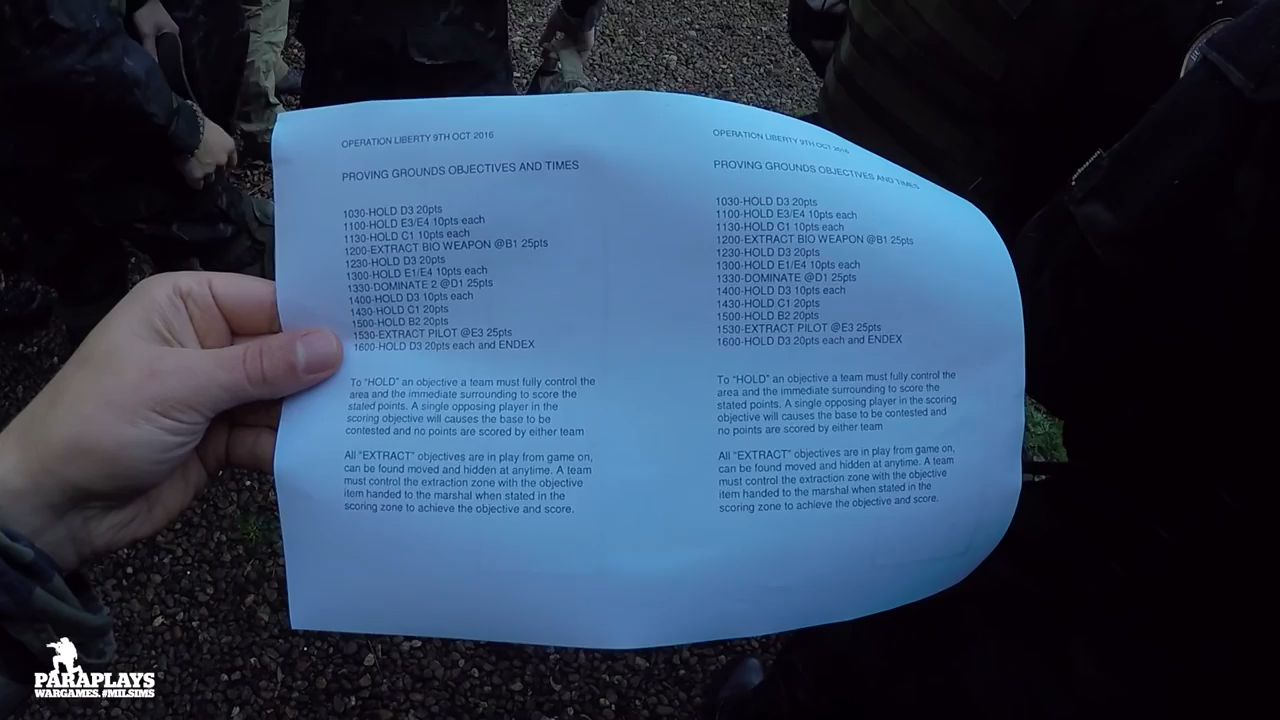 OPERATION LIBERTY 9TH OCT 2016
PROVING GROUNDS OBJECTIVES AND TIMES
1030-HOLD D3 20pts
1100-HOLD E3/E4 10pts each
1130-HOLD C1 10pts each
1200-EXTRACT BIO WEAPON @B1 25pts
1230-HOLD D3 20pts
1300-HOLD E1/E4 10pts each
1330-DOMINATE 2 @D1 25pts
1400-HOLD D3 10pts each
1430-HOLD C1 20pts
1500-HOLD B2 20pts
1530-EXTRACT PILOT @E3 25pts
1600-HOLD D3 20pts each and ENDEX
To "HOLD" an objective a team must fully control the
area and the immediate surrounding to score the
stated points. A single opposing player in the
scoring objective will causes the base to be
contested and no points are scored by either team
All "EXTRACT" objectives are in play from game on,
can be found moved and hidden at anytime. A team
must control the extraction zone with the objective
item handed to the marshal when stated in the
scoring zone to achieve the objective and score.
OPERATION LIBERTY 9TH OCT 2016
PROVING GROUNDS OBJECTIVES AND TIMES
1030-HOLD D3 20pts
1100-HOLD E3/E4 10pts each
1130-HOLD C1 10pts each
1200-EXTRACT BIO WEAPON @B1 25pts
1230-HOLD D3 20pts
1300-HOLD E1/E4 10pts each
1330-DOMINATE @D1 25pts
1400-HOLD D3 10pts each
1430-HOLD C1 20pts
1500-HOLD B2 20pts
1530-EXTRACT PILOT @E3 25pts
1600-HOLD D3 20pts each and ENDEX
To "HOLD" an objective a team must fully control the
area and the immediate surrounding to score the
stated points. A single opposing player in the scoring
objective will causes the base to be contested and
no points are scored by either team
All "EXTRACT" objectives are in play from game on,
can be found moved and hidden at anytime. A team
must control the extraction zone with the objective
item handed to the marshal when stated in the
scoring zone to achieve the objective and score.
PARAPLAYS
WARGAMES.#MILSIMS